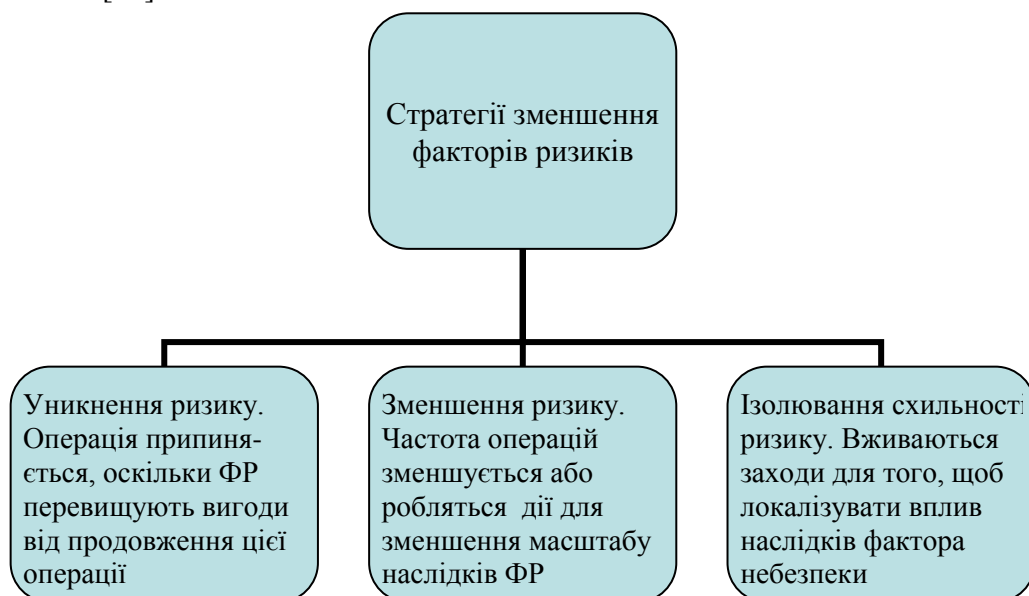 Стратегії зменшення
факторів ризиків
Уникнення ризику.
Операція припиня-
ється, оскільки ФР
перевищують вигоди
від продовження цієї
операції
Зменшення ризику.
Частота операцій
зменшується або
робляться дії для
зменшення масштабу
наслідків ФР
Ізолювання схильності
ризику. Вживаються
заходи для того, щоб
локалізувати вплив
наслідків фактора
небезпеки